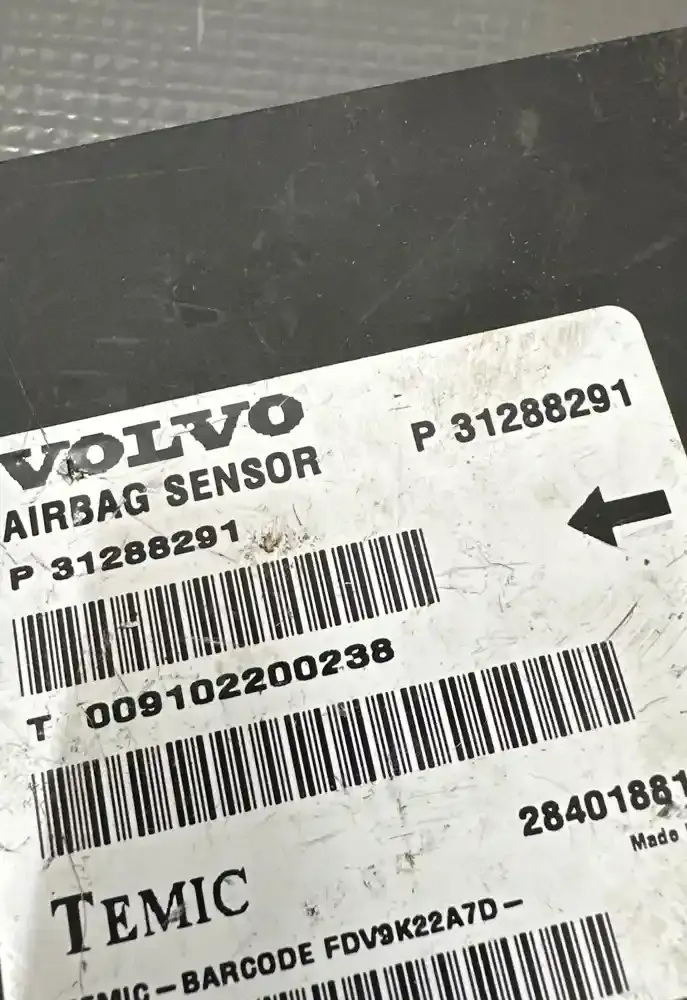 VOLVO
P 31288291
AIRBAG SENSOR
P 31288291
T 009102200238
28401881
Made
TEMIC
TEMIC-BARCODE FDV9K22A7D-